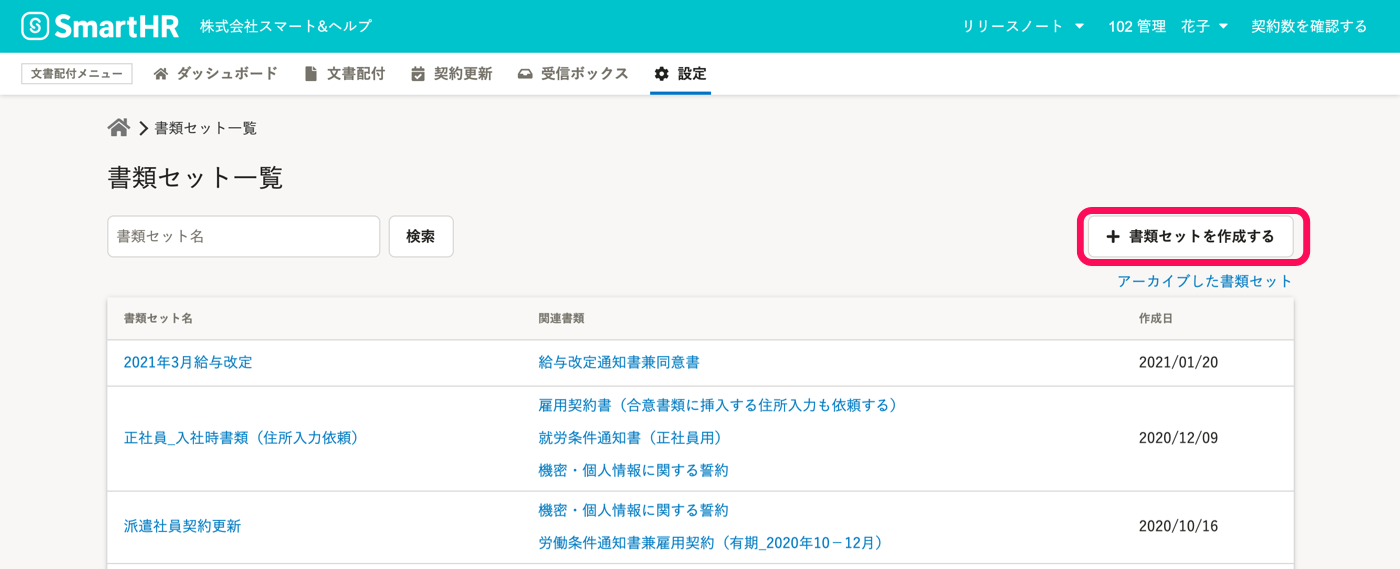 SmartHR 株式会社スマート&ヘルプ リリースノート 102 管理 花子 契約数を確認する
文書配付メニュー ダッシュボード 文書配付 契約更新 受信ボックス 設定
書類セット一覧
書類セット一覧
書類セット名 検索 + 書類セットを作成する
アーカイブした書類セット
書類セット名 関連書類 作成日
2021年3月給与改定 給与改定通知書兼同意書 2021/01/20
雇用契約書（合意書類に挿入する住所入力も依頼する）
正社員_入社時書類（住所入力依頼） 就労条件通知書（正社員用） 2020/12/09
機密・個人情報に関する誓約
機密・個人情報に関する誓約
派遣社員契約更新 2020/10/16
労働条件通知書兼雇用契約（有期_2020年10－12月）